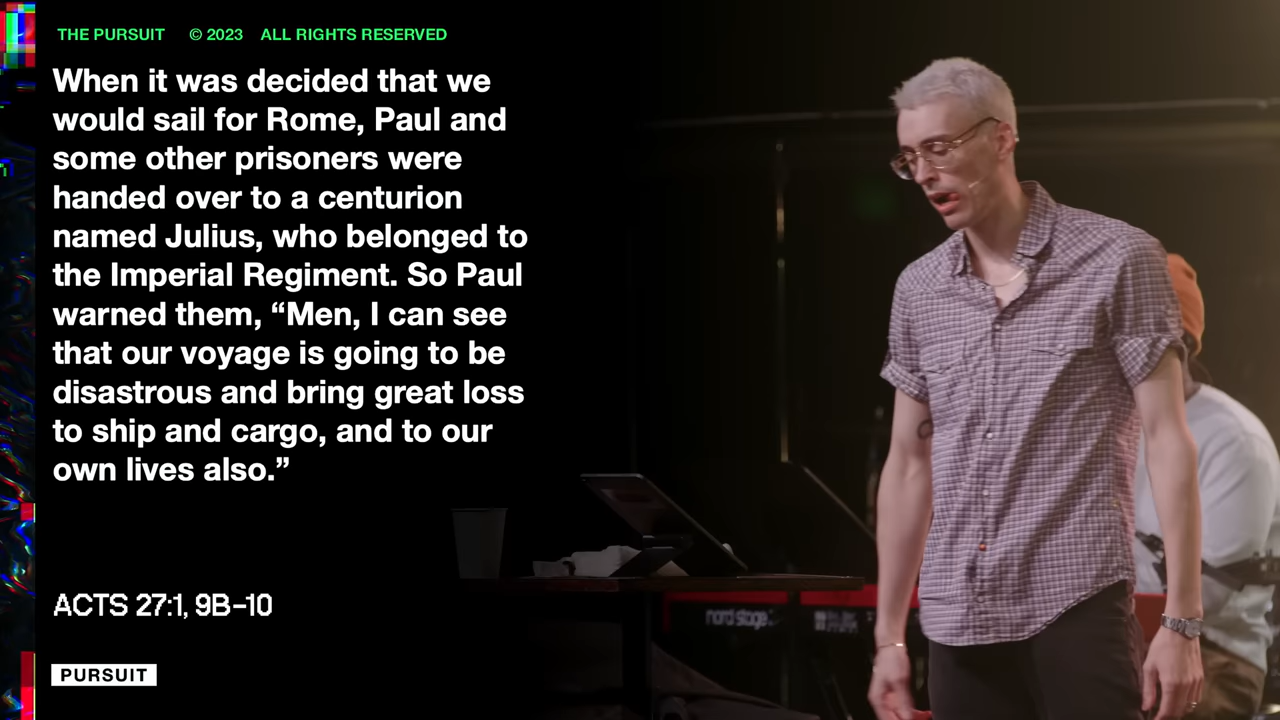 THE PURSUIT © 2023 ALL RIGHTS RESERVED
When it was decided that we
would sail for Rome, Paul and
some other prisoners were
handed over to a centurion
named Julius, who belonged to
the Imperial Regiment. So Paul
warned them, “Men, I can see
that our voyage is going to be
disastrous and bring great loss
to ship and cargo, and to our
own lives also.”
ACTS 27:1, 9B–10
PURSUIT
nord stage